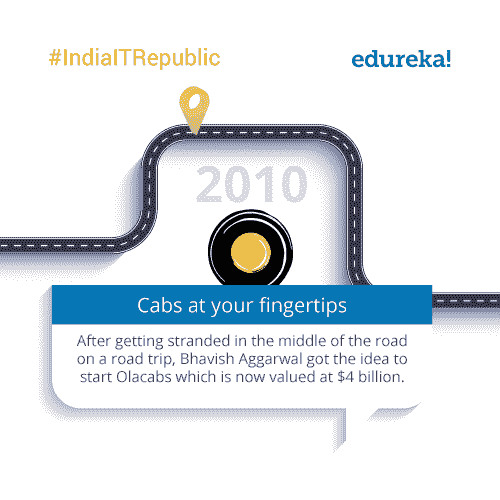 #IndiaITRepublic
edureka!
2010
Cabs at your fingertips
After getting stranded in the middle of the road
on a road trip, Bhavish Aggarwal got the idea to
start Olacabs which is now valued at $4 billion.